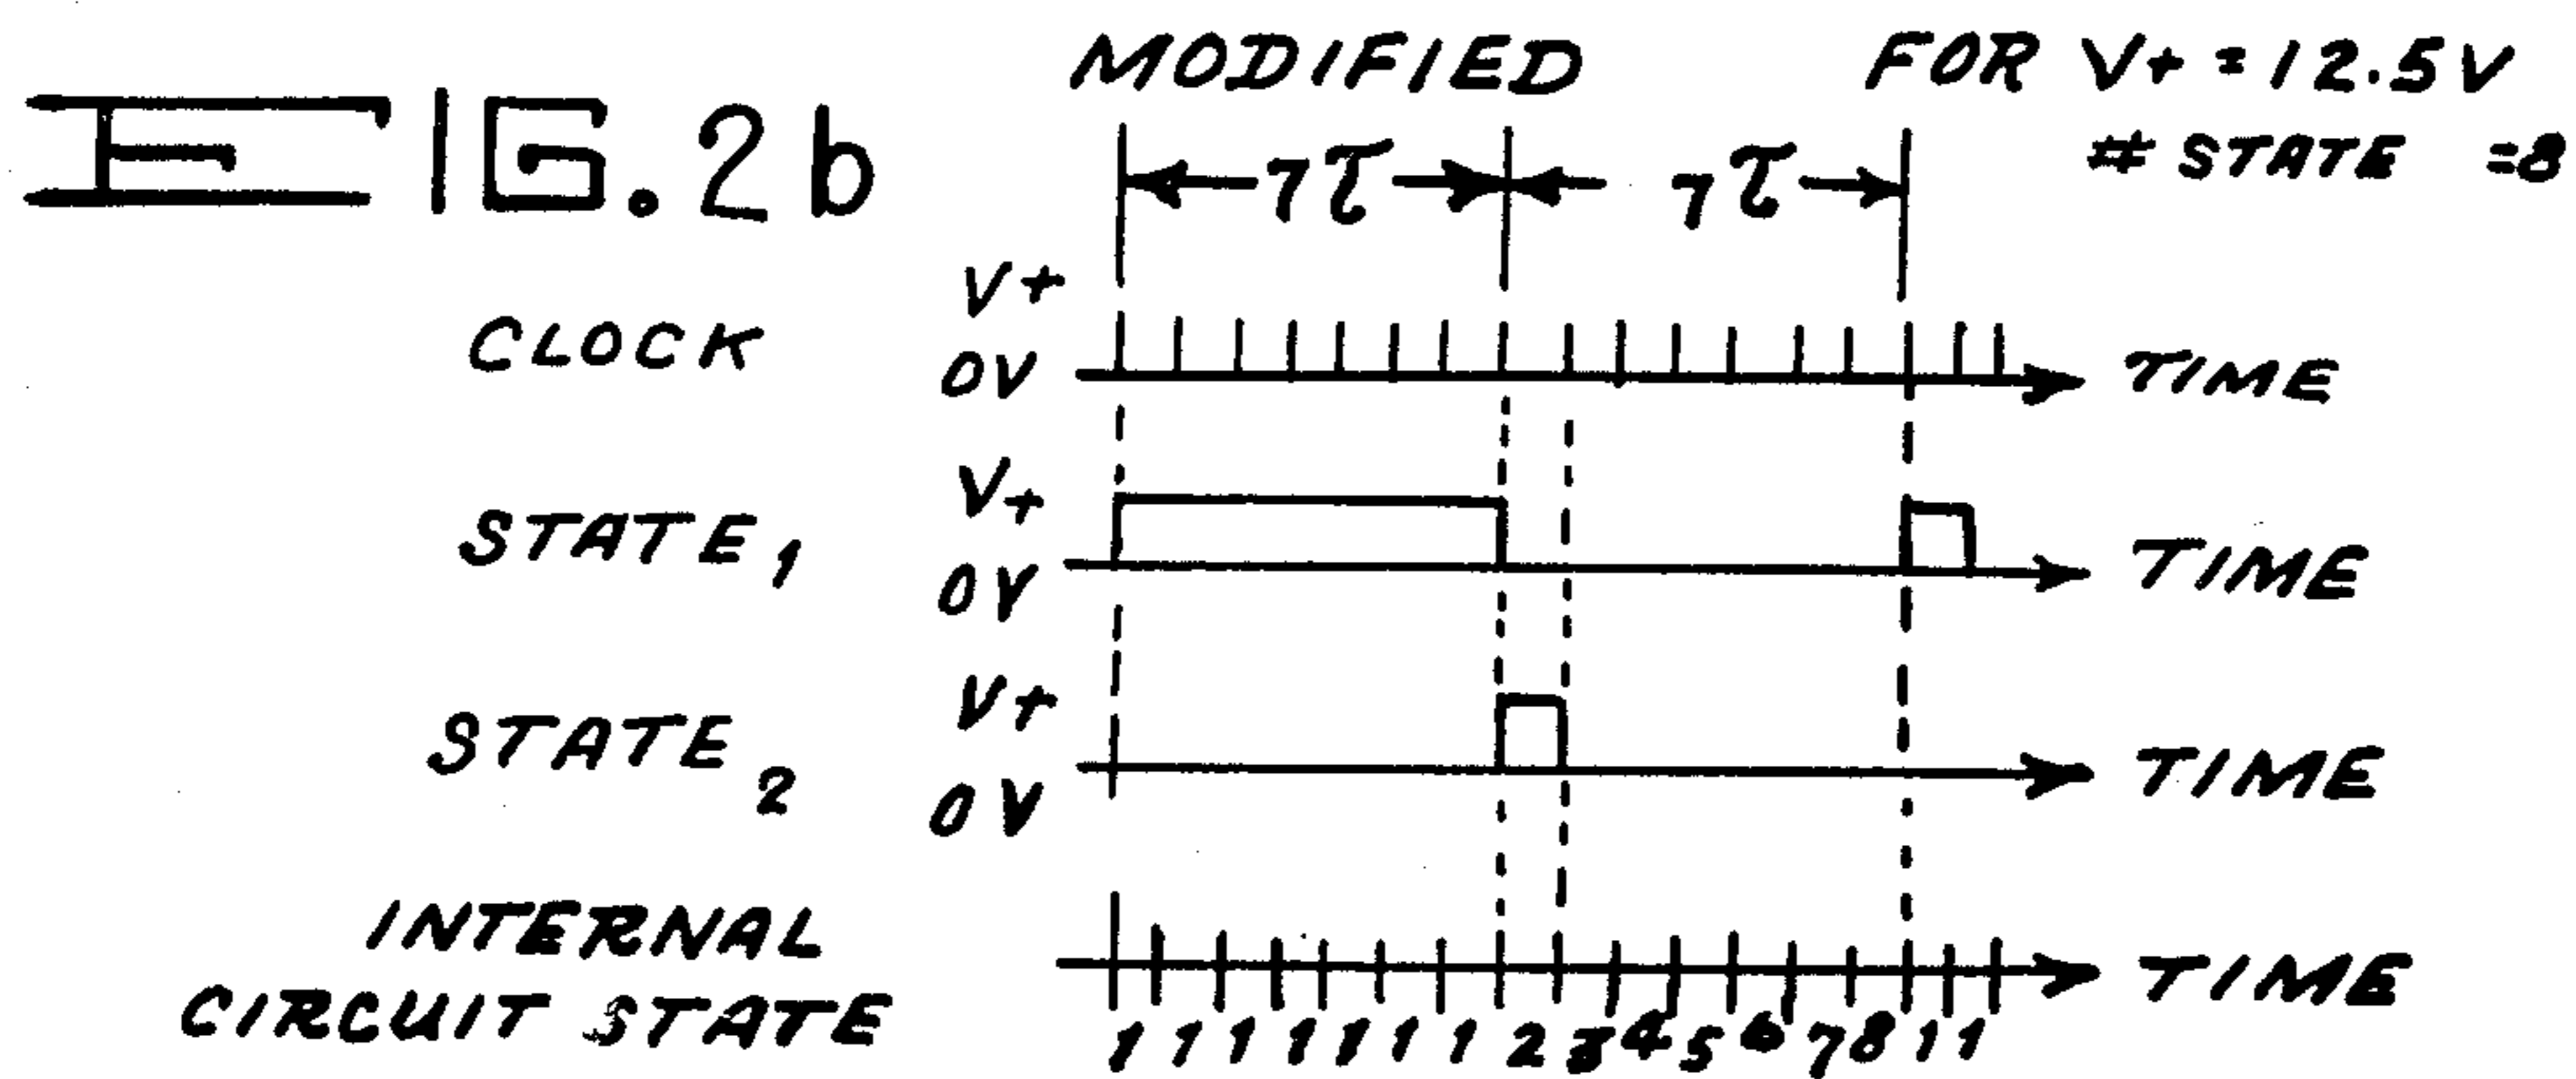 FIG. 2b
MODIFIED
FOR V+ = 12.5V
# STATE = 8
7τ 7τ
CLOCK V+ 0V TIME
STATE 1 V+ 0V TIME
STATE 2 V+ 0V TIME
INTERNAL
CIRCUIT STATE TIME
1 1 1 1 1 1 1 2 3 4 5 6 7 8 1 1